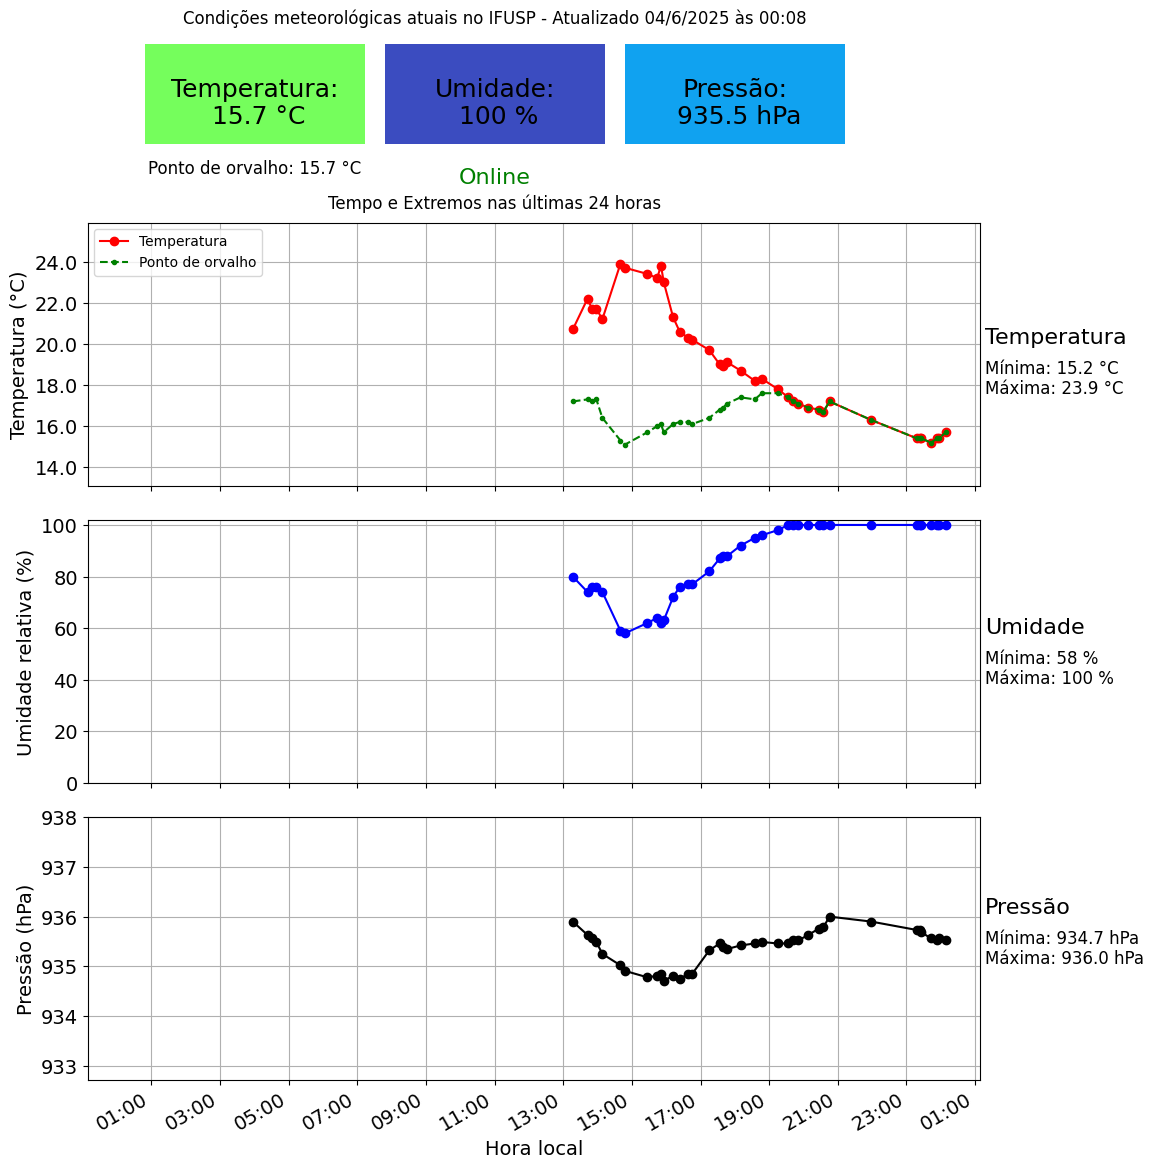 Condições meteorológicas atuais no IFUSP - Atualizado 04/6/2025 às 00:08
Temperatura:
15.7 °C
Umidade:
100 %
Pressão:
935.5 hPa
Ponto de orvalho: 15.7 °C
Online
Tempo e Extremos nas últimas 24 horas
Temperatura (°C)
24.0
22.0
20.0
18.0
16.0
14.0
Temperatura
Ponto de orvalho
Temperatura
Mínima: 15.2 °C
Máxima: 23.9 °C
Umidade relativa (%)
100
80
60
40
20
0
Umidade
Mínima: 58 %
Máxima: 100 %
Pressão (hPa)
938
937
936
935
934
933
Pressão
Mínima: 934.7 hPa
Máxima: 936.0 hPa
01:00 03:00 05:00 07:00 09:00 11:00 13:00 15:00 17:00 19:00 21:00 23:00 01:00
Hora local